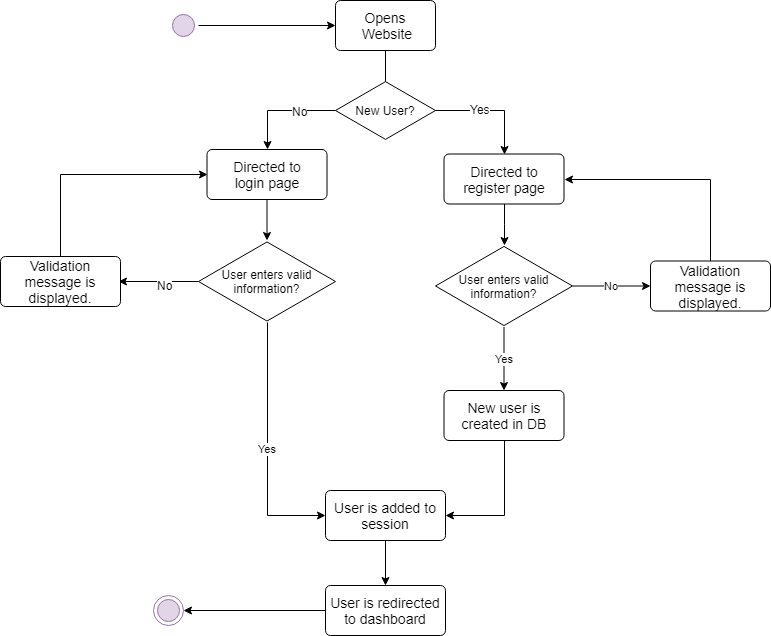 Opens
Website
New User?
No
Yes
Directed to
login page
Directed to
register page
User enters valid
information?
User enters valid
information?
Validation
message is
displayed.
No
No
Validation
message is
displayed.
Yes
New user is
created in DB
Yes
User is added to
session
User is redirected
to dashboard